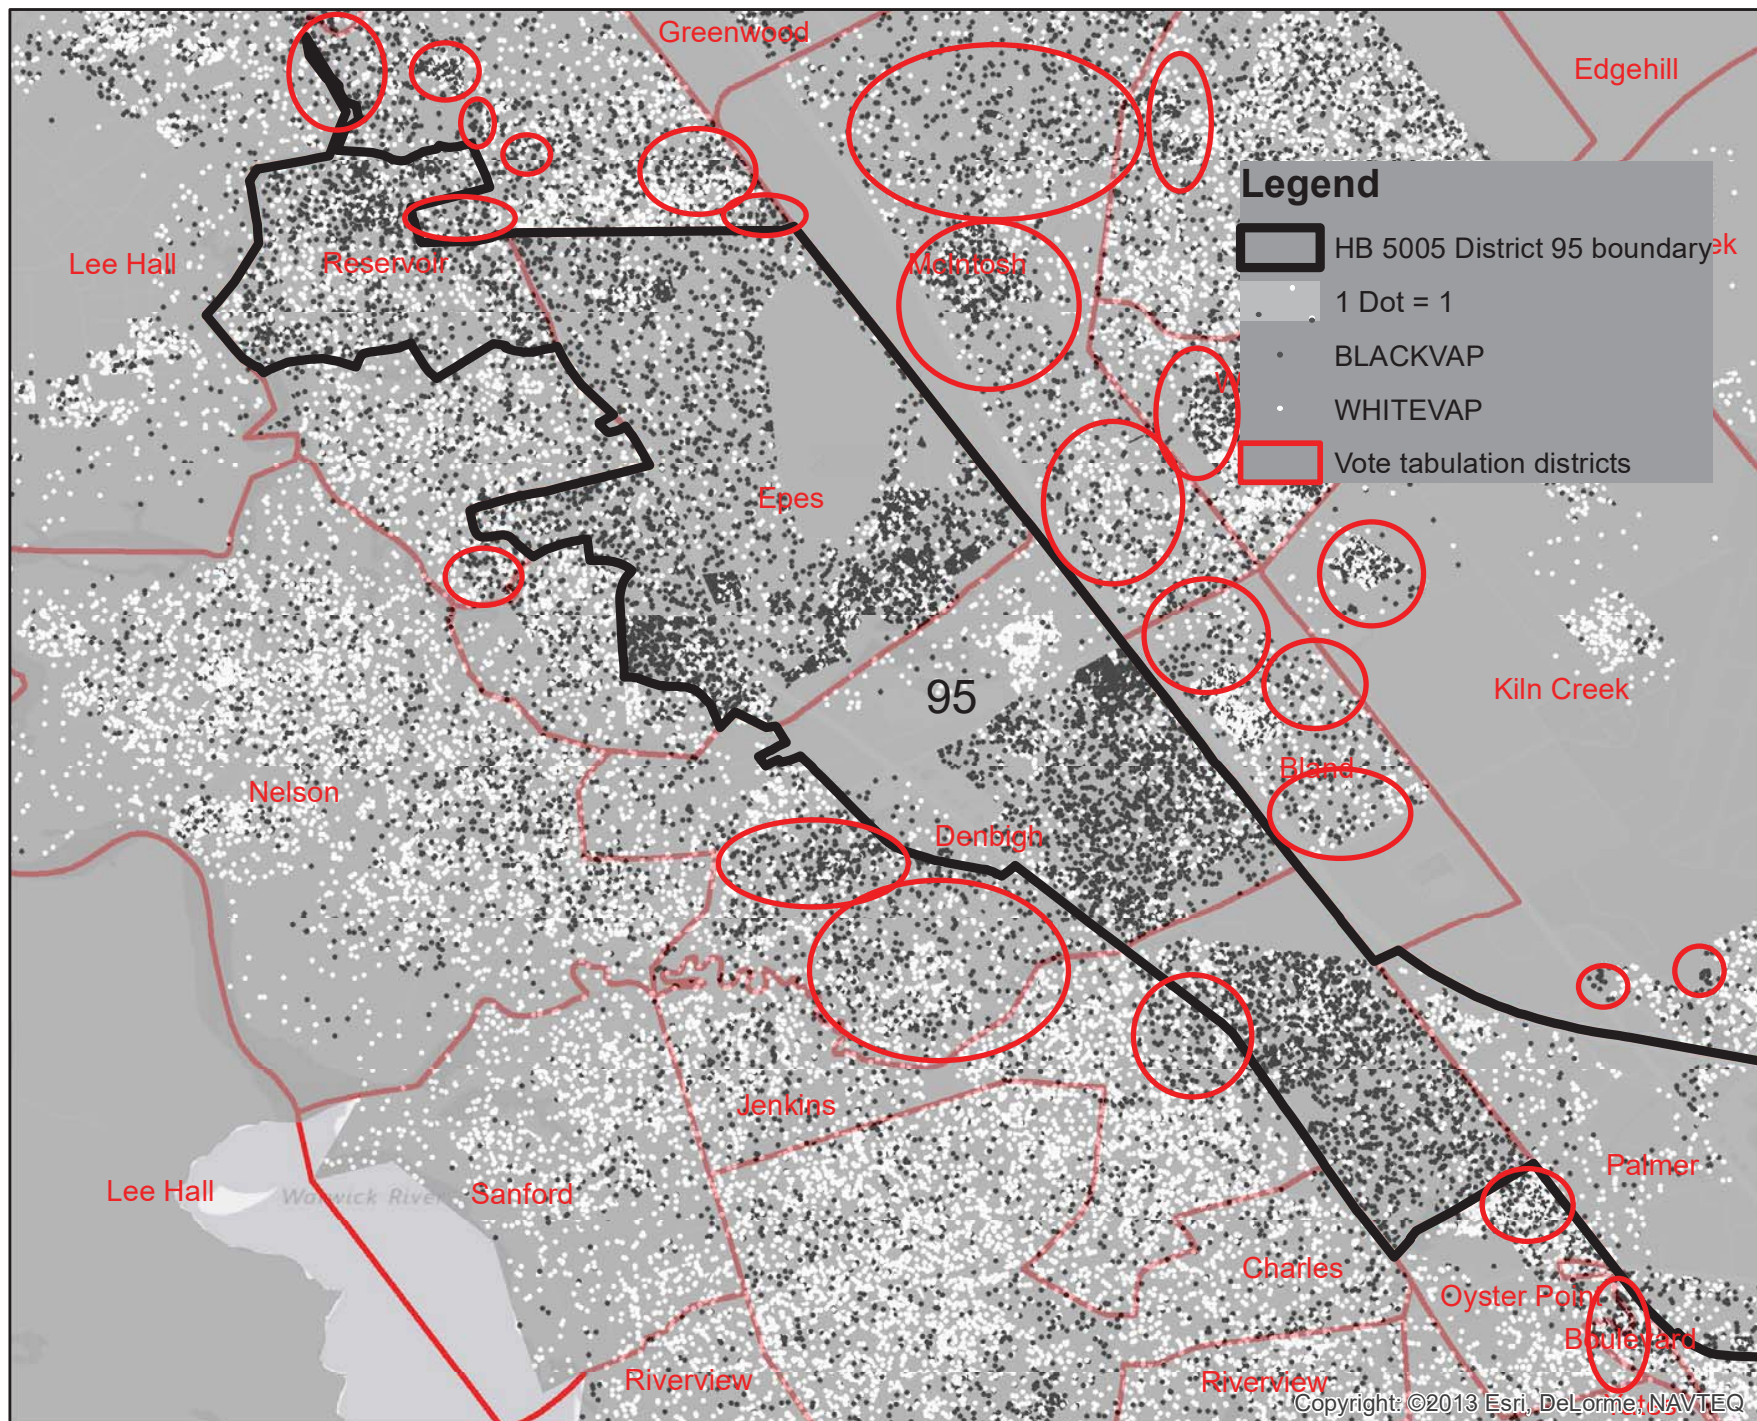 Greenwood
Edgehill
Legend
HB 5005 District 95 boundary
ek
1 Dot = 1
BLACKVAP
WHITEVAP
Vote tabulation districts
Lee Hall
Reservoir
McIntosh
W
Epes
95
Kiln Creek
Bland
Nelson
Denbigh
Jenkins
Lee Hall
Warwick River
Sanford
Palmer
Charles
Oyster Point
Boulevard
Riverview
Riverview
Copyright: ©2013 Esri, DeLorme, NAVTEQ